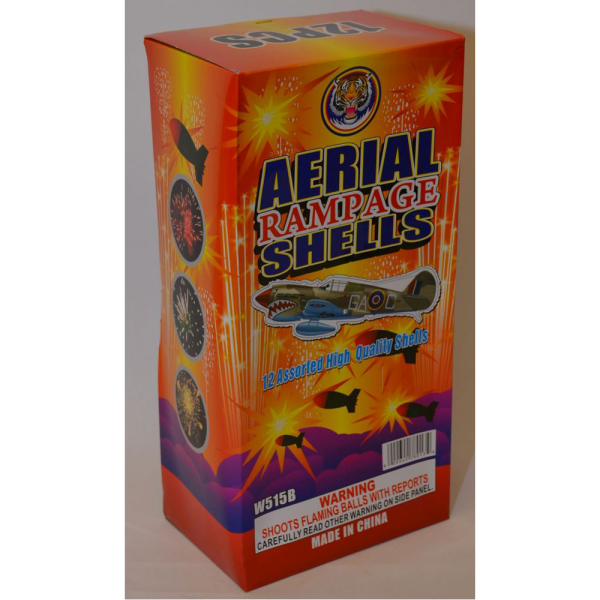 12PCS
AERIAL
RAMPAGE
SHELLS
GA C
12 Assorted High Quality Shells
W515B
WARNING
SHOOTS FLAMING BALLS WITH REPORTS
CAREFULLY READ OTHER WARNING ON SIDE PANEL.
MADE IN CHINA